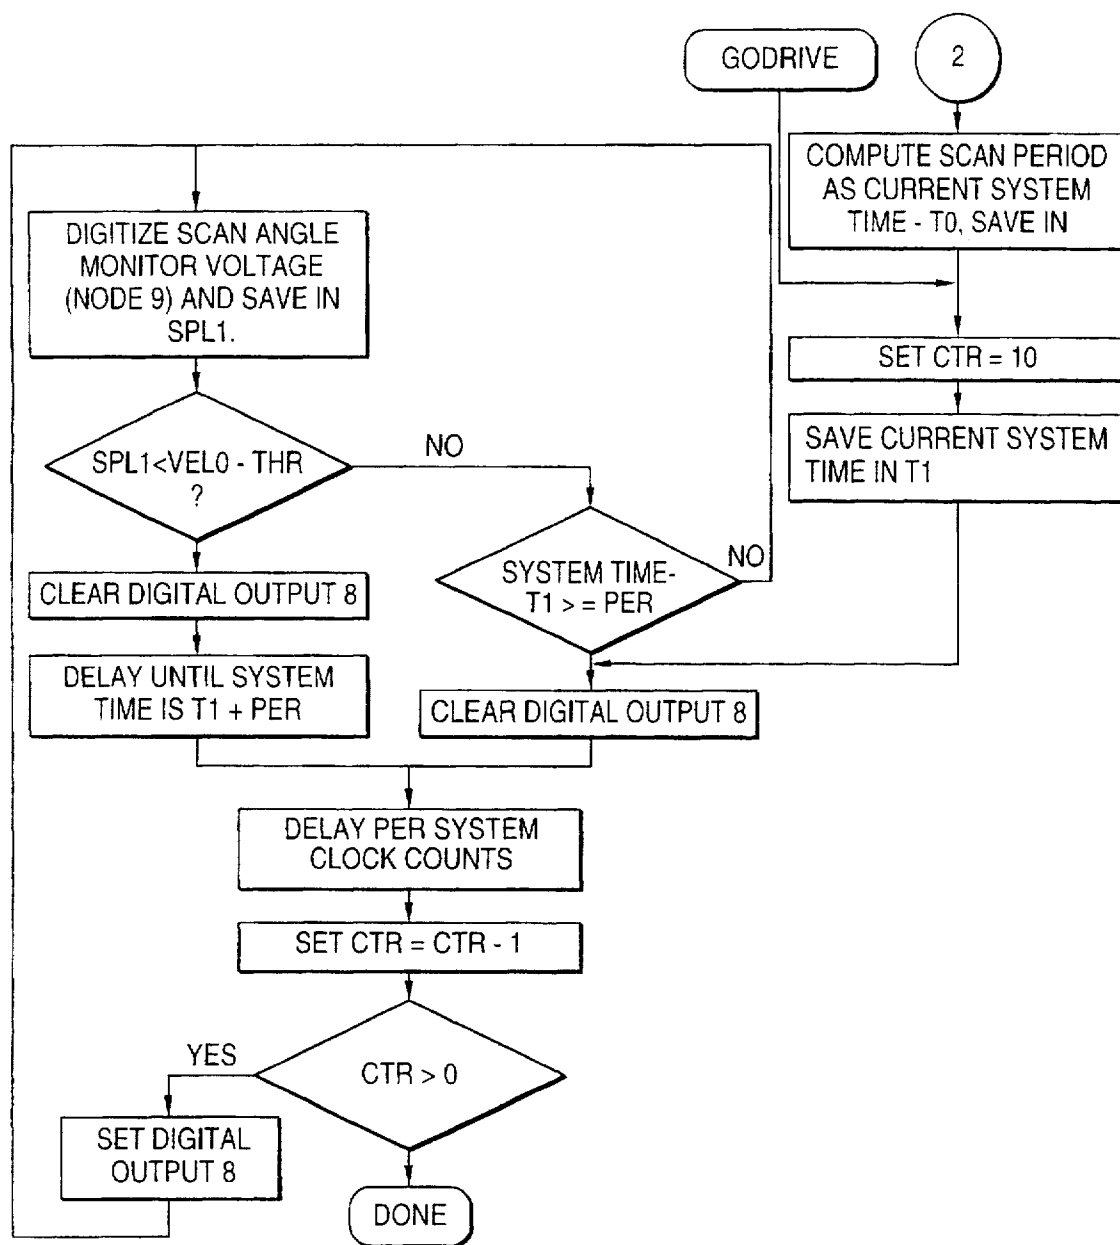 GODRIVE
2
COMPUTE SCAN PERIOD
AS CURRENT SYSTEM
TIME - T0, SAVE IN
SET CTR = 10
SAVE CURRENT SYSTEM
TIME IN T1
DIGITIZE SCAN ANGLE
MONITOR VOLTAGE
(NODE 9) AND SAVE IN
SPL1.
SPL1<VEL0 - THR
?
NO
CLEAR DIGITAL OUTPUT 8
DELAY UNTIL SYSTEM
TIME IS T1 + PER
SYSTEM TIME-
T1 > = PER
NO
CLEAR DIGITAL OUTPUT 8
DELAY PER SYSTEM
CLOCK COUNTS
SET CTR = CTR - 1
CTR > 0
YES
SET DIGITAL
OUTPUT 8
DONE